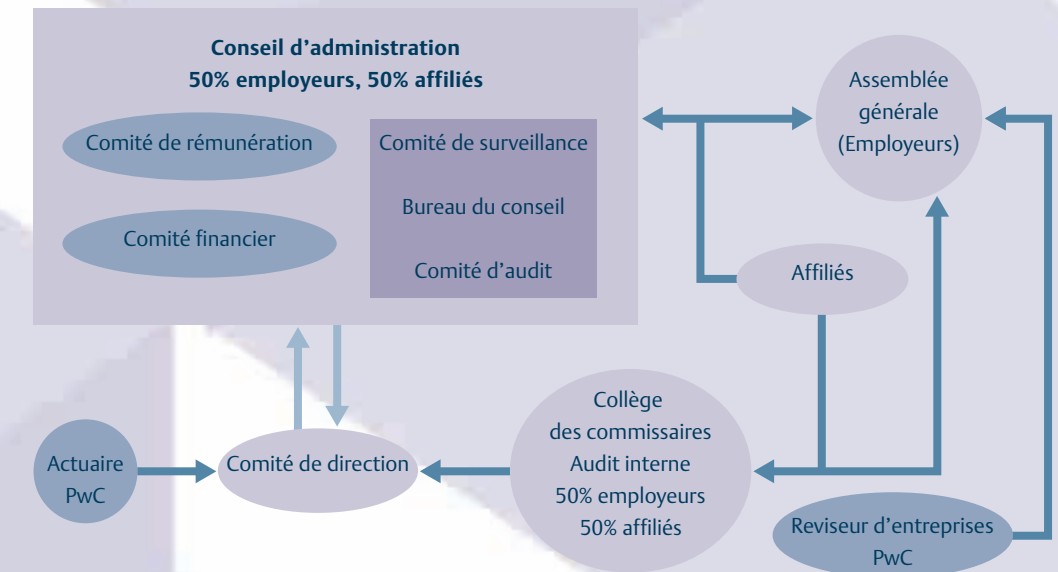 Conseil d’administration
50% employeurs, 50% affiliés
Comité de rémunération
Comité financier
Comité de surveillance
Bureau du conseil
Comité d’audit
Assemblée
générale
(Employeurs)
Affiliés
Actuaire
PwC
Comité de direction
Collège
des commissaires
Audit interne
50% employeurs
50% affiliés
Reviseur d’entreprises
PwC